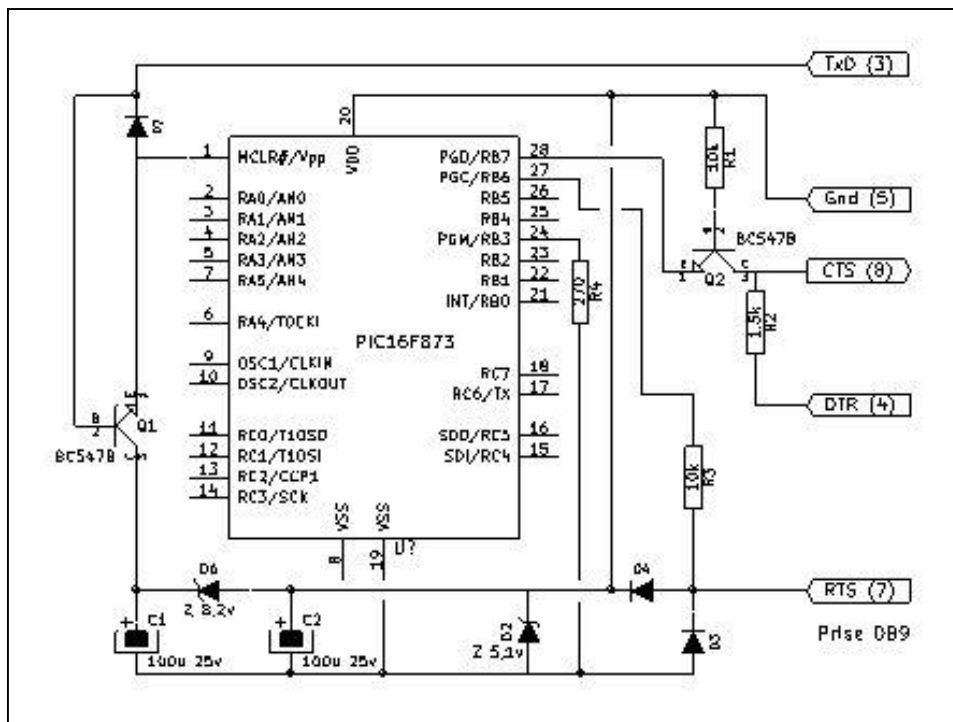 TxD (3)
20
VDD
1
MCLR#/Vpp
PGD/RB7
28
PGC/RB6
27
10k
R1
2
RA0/AN0
RB5
26
Gnd (5)
3
RA1/AN1
RB4
25
4
RA2/AN2
PGM/RB3
24
BC547B
5
RA3/AN3
RB2
23
7
RA5/AN4
RB1
22
CTS (8)
Q2
INT/RB0
21
270
R4
6
RA4/T0CKI
1.5k
R2
PIC16F873
9
OSC1/CLKIN
RC7
18
10
OSC2/CLKOUT
RC6/TX
17
DTR (4)
B
2
Q1
BC547B
11
RC0/T1OSO
SDO/RC5
16
12
RC1/T1OSI
SDI/RC4
15
13
RC2/CCP1
14
RC3/SCK
10k
R3
VSS
VSS
8
19
U?
D6
Z 8,2v
D4
RTS (7)
C1
100u 25v
C2
100u 25v
D2
Z 5,1v
D3
Prise DB9